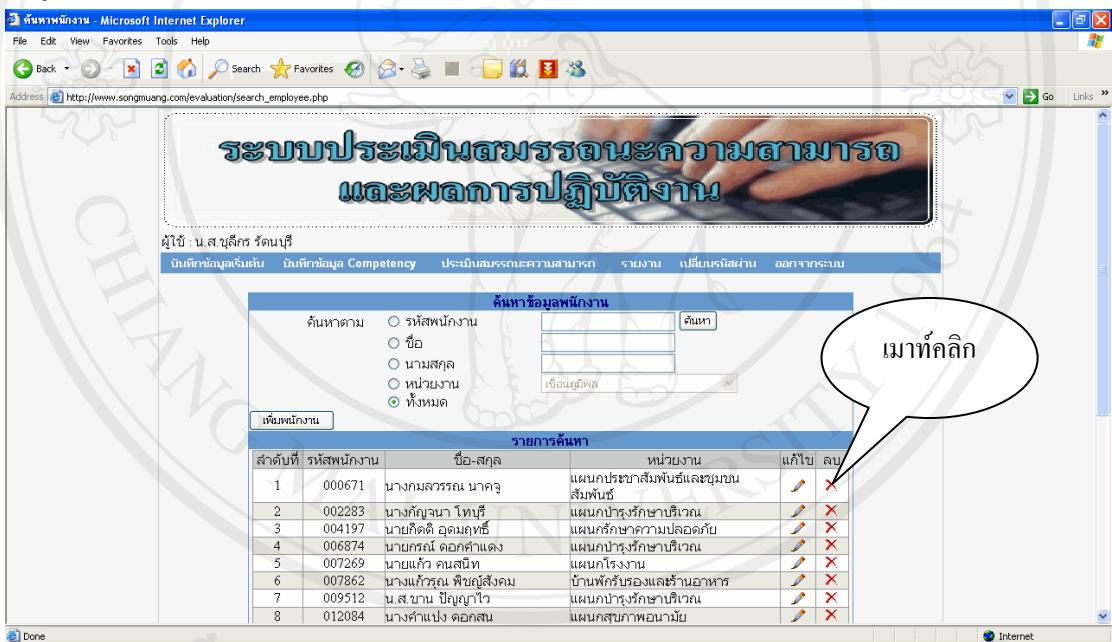 ค้นหาพนักงาน - Microsoft Internet Explorer
File Edit View Favorites Tools Help
Back Search Favorites
Address http://www.songmuang.com/evaluation/search_employee.php Go Links »
ระบบประเมินสมรรถนะความสามารถ
และผลการปฏิบัติงาน
ผู้ใช้ : น.ส.ชุลีกร รัตนบุรี
บันทึกข้อมูลเริ่มต้น บันทึกข้อมูล Competency ประเมินสมรรถนะความสามารถ รายงาน เปลี่ยนรหัสผ่าน ออกจากระบบ
ค้นหาข้อมูลพนักงาน
ค้นหาตาม รหัสพนักงาน ค้นหา
ชื่อ
นามสกุล
หน่วยงาน เขื่อนภูมิพล
ทั้งหมด
เมาท์คลิก
เพิ่มพนักงาน
รายการค้นหา
ลำดับที่ รหัสพนักงาน ชื่อ-สกุล หน่วยงาน แก้ไข ลบ
1 000671 นางกมลวรรณ นาคจู แผนกประชาสัมพันธ์และชุมชน
สัมพันธ์
2 002283 นางกัญจนา โทบุรี แผนกบำรุงรักษาบริเวณ
3 004197 นายกิตติ อุดมฤทธิ์ แผนกรักษาความปลอดภัย
4 006874 นายกรณ์ ดอกคำแดง แผนกบำรุงรักษาบริเวณ
5 007269 นายแก้ว คนสนิท แผนกโรงงาน
6 007862 นางแก้วรุณ พิชญ์สังคม บ้านพักรับรองและร้านอาหาร
7 009512 น.ส.ขาน ปัญญาไว แผนกบำรุงรักษาบริเวณ
8 012084 นางคำแปง ดอกสน แผนกสุขภาพอนามัย
Done Internet
CHIANG MAI UNIVERSITY 1964